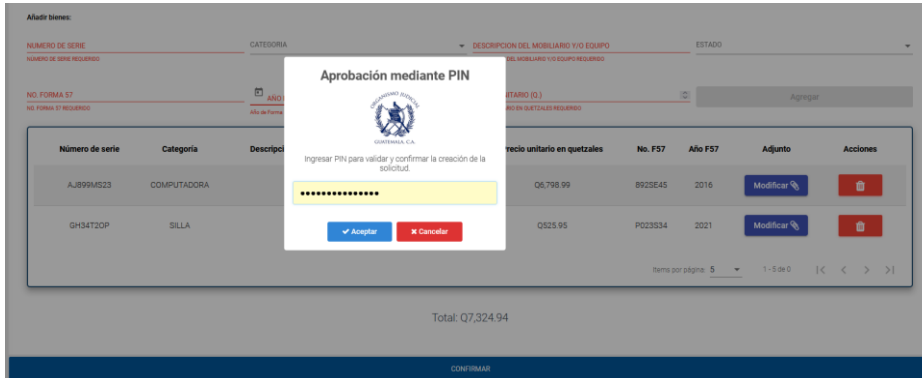 Añadir bienes:
NUMERO DE SERIE
CATEGORIA
DESCRIPCION DEL MOBILIARIO Y/O EQUIPO
ESTADO
NUMERO DE SERIE REQUERIDO
DEL MOBILIARIO Y/O EQUIPO REQUERIDO
Aprobación mediante PIN
NO. FORMA 57
AÑO
ITARIO (Q.)
Agregar
NO. FORMA 57 REQUERIDO
Año de Forma
ARIO EN QUETZALES REQUERIDO
ORGANISMO JUDICIAL
GUATEMALA, C.A.
Número de serie
Categoría
Descripci
recio unitario en quetzales
No. F57
Año F57
Adjunto
Acciones
Ingresar PIN para validar y confirmar la creación de la
solicitud.
AJ899MS23
COMPUTADORA
Q6,798.99
892SE45
2016
Modificar
•••••••••••••••
GH34T2OP
SILLA
Aceptar
Cancelar
Q525.95
P023S34
2021
Modificar
Items por página: 5
1 - 5 de 0
Total: Q7,324.94
CONFIRMAR